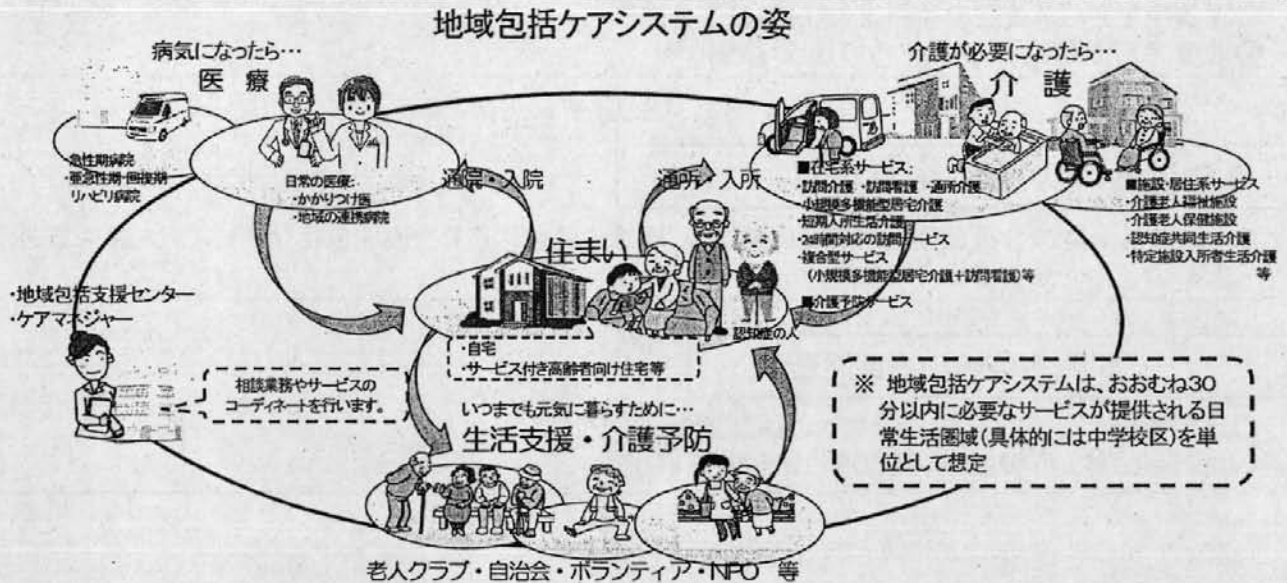 地域包括ケアシステムの姿
病気になったら…
医 療
・急性期病院
・亜急性期・回復期
リハビリ病院
日常の医療:
・かかりつけ医
・地域の連携病院
通院・入院
通所・入所
介護が必要になったら…
介 護
■在宅系サービス:
・訪問介護 ・訪問看護 ・通所介護
・小規模多機能型居宅介護
・短期入所生活介護
・24時間対応の訪問サービス
・複合型サービス
(小規模多機能型居宅介護+訪問看護)等
■介護予防サービス
■施設・居住系サービス
・介護老人福祉施設
・介護老人保健施設
・認知症共同生活介護
・特定施設入所者生活介護
等
住まい
・自宅
・サービス付き高齢者向け住宅等
認知症の人
・地域包括支援センター
・ケアマネジャー
相談業務やサービスの
コーディネートを行います。
いつまでも元気に暮らすために…
生活支援・介護予防
老人クラブ・自治会・ボランティア・NPO 等
※ 地域包括ケアシステムは、おおむね30
分以内に必要なサービスが提供される日
常生活圏域(具体的には中学校区)を単
位として想定